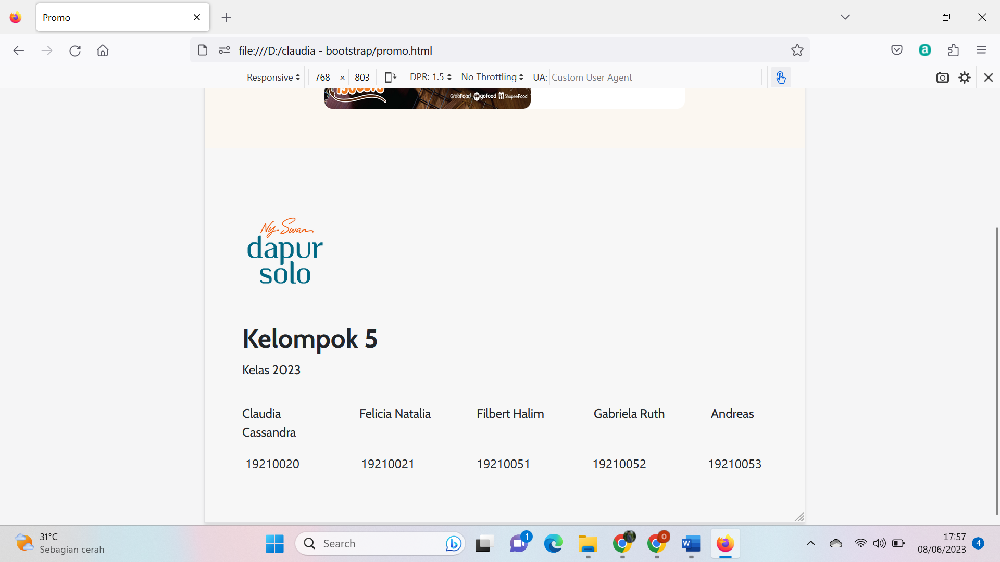 Promo
file:///D:/claudia - bootstrap/promo.html
Responsive 768 × 803 DPR: 1.5 No Throttling UA: Custom User Agent
GrabFood gofood ShopeeFood
Ny. Swan
dapur
solo
Kelompok 5
Kelas 2023
Claudia Cassandra
Felicia Natalia
Filbert Halim
Gabriela Ruth
Andreas
19210020 19210021 19210051 19210052 19210053
31°C
Sebagian cerah
Search
1
0
17:57
08/06/2023
4